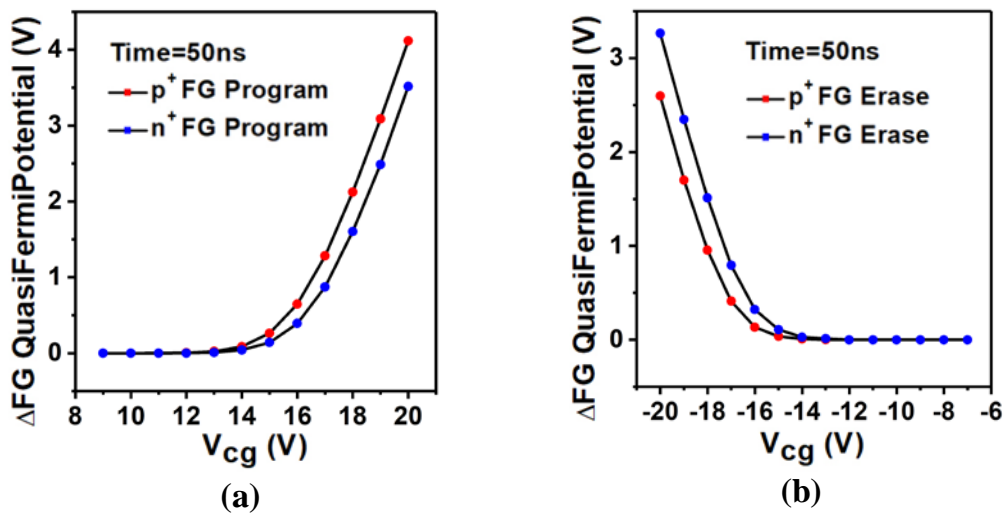 ΔFG QuasiFermiPotential (V)
Time=50ns
p+ FG Program
n+ FG Program
4
3
2
1
0
8 10 12 14 16 18 20
Vcg (V)
(a)
ΔFG QuasiFermiPotential (V)
Time=50ns
p+ FG Erase
n+ FG Erase
3
2
1
0
-20 -18 -16 -14 -12 -10 -8 -6
Vcg (V)
(b)